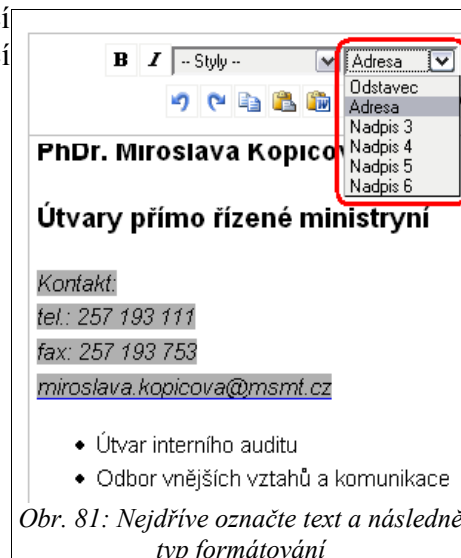 í
í
B I -- Styly -- Adresa
Odstavec
Adresa
Nadpis 3
Nadpis 4
Nadpis 5
Nadpis 6
PhDr. Miroslava Kopicov
Útvary přímo řízené ministryní
Kontakt:
tel.: 257 193 111
fax: 257 193 753
miroslava.kopicova@msmt.cz
• Útvar interního auditu
• Odbor vnějších vztahů a komunikace
Obr. 81: Nejdříve označte text a následně
typ formátování